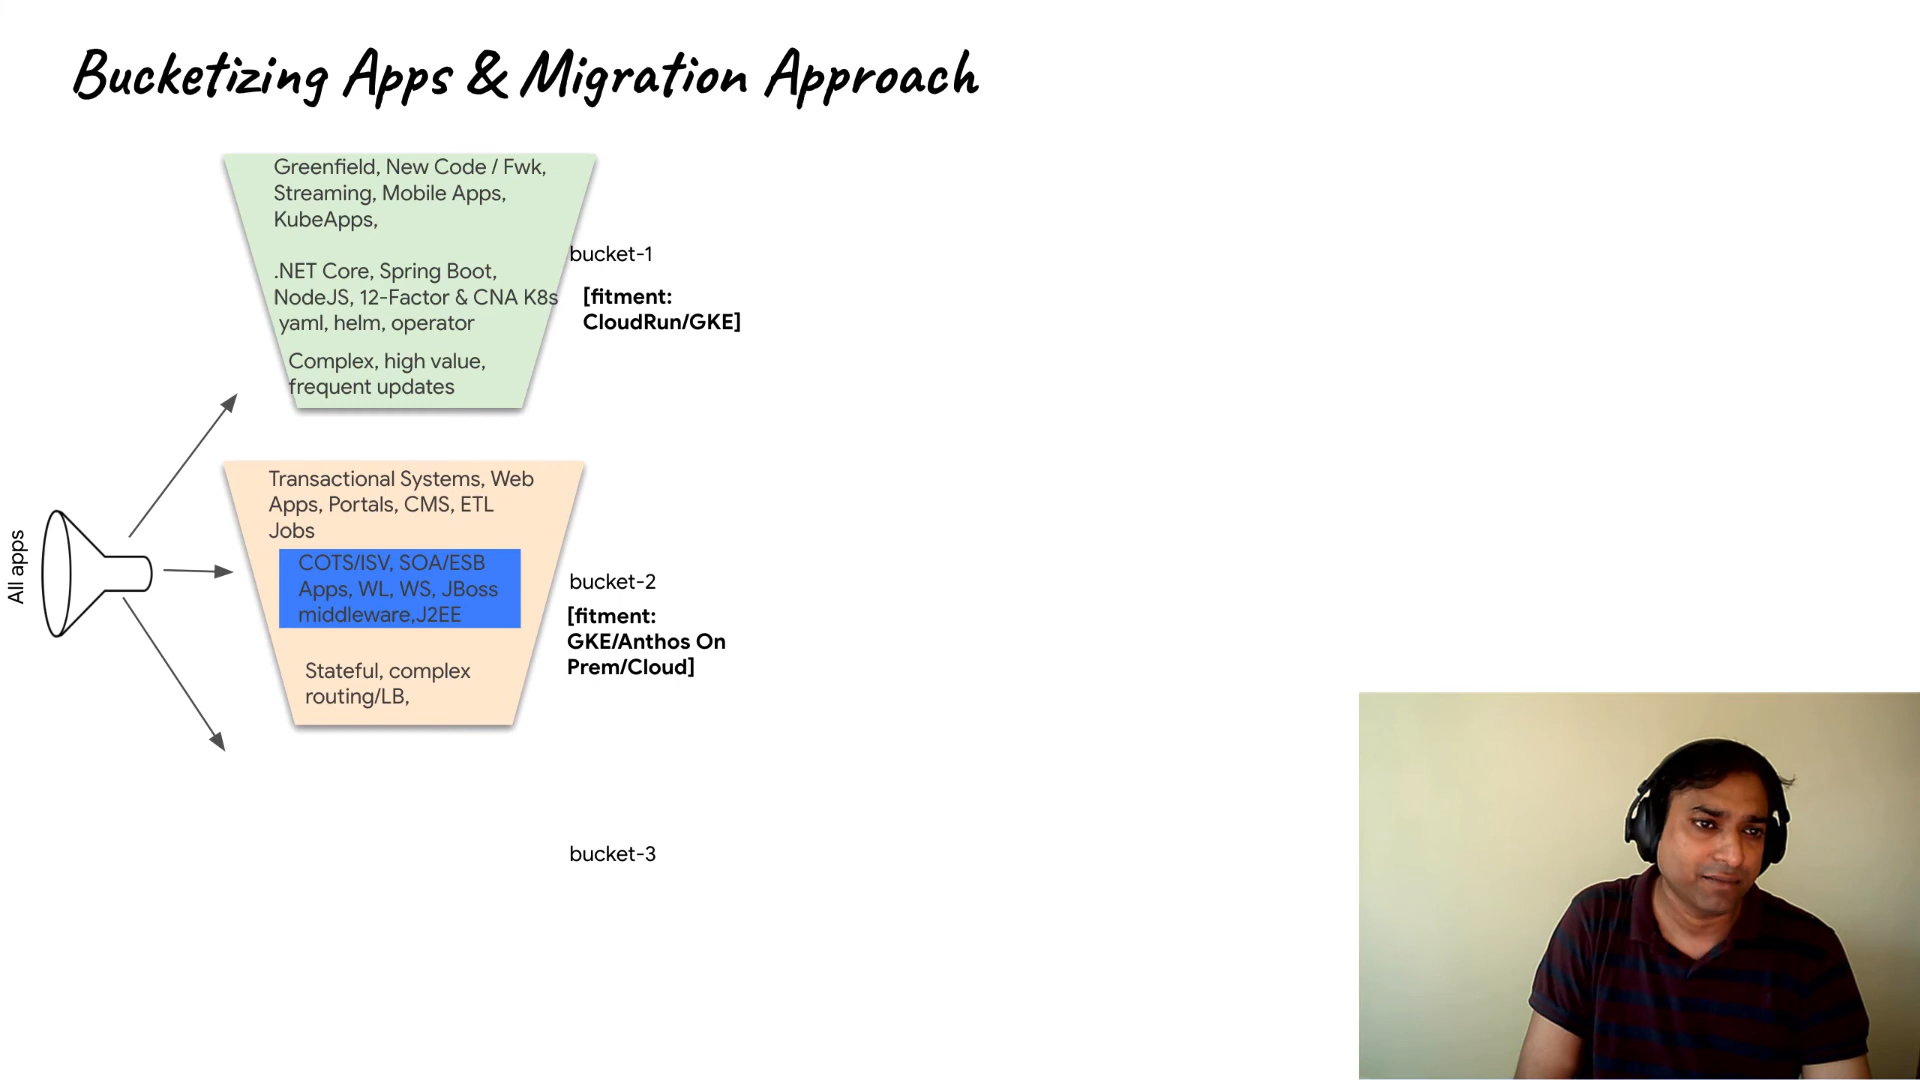 Bucketizing Apps & Migration Approach
Greenfield, New Code / Fwk,
Streaming, Mobile Apps,
KubeApps,
.NET Core, Spring Boot,
NodeJS, 12-Factor & CNA K8s
yaml, helm, operator
Complex, high value,
frequent updates
bucket-1
[fitment:
CloudRun/GKE]
All apps
Transactional Systems, Web
Apps, Portals, CMS, ETL
Jobs
COTS/ISV, SOA/ESB
Apps, WL, WS, JBoss
middleware,J2EE
Stateful, complex
routing/LB,
bucket-2
[fitment:
GKE/Anthos On
Prem/Cloud]
bucket-3